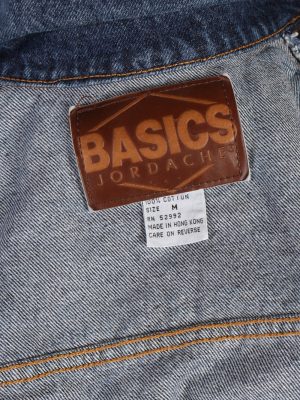 BASICS
JORDACHE
100% COTTON
SIZE M
RN 52992
MADE IN HONG KONG
CARE ON REVERSE